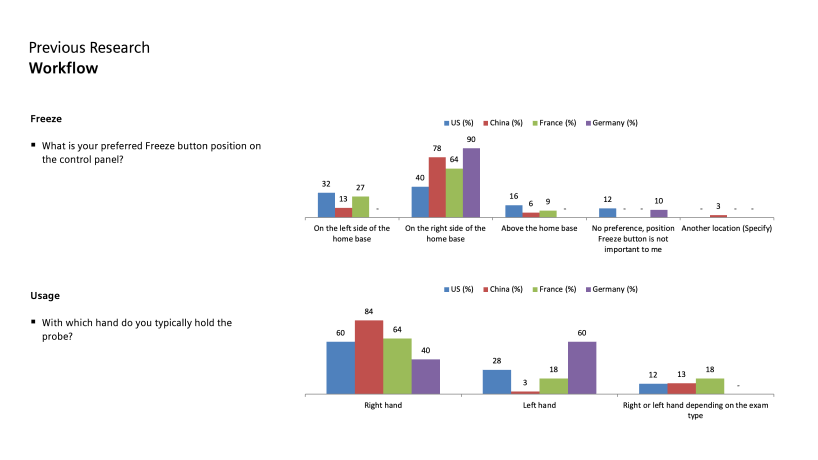 Previous Research
Workflow
Freeze
▪ What is your preferred Freeze button position on
the control panel?
US (%) China (%) France (%) Germany (%)
32 13 27 -
40 78 64 90
16 6 9 -
12 - - 10
- 3 - -
On the left side of the
home base
On the right side of the
home base
Above the home base
No preference, position
Freeze button is not
important to me
Another location (Specify)
Usage
▪ With which hand do you typically hold the
probe?
US (%) China (%) France (%) Germany (%)
60 84 64 40
28 3 18 60
12 13 18 -
Right hand
Left hand
Right or left hand depending on the exam
type